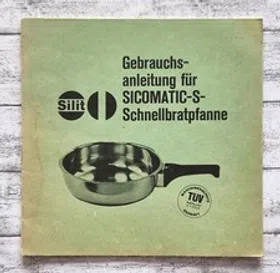 Gebrauchs-
anleitung für
SICOMATIC-S-
Schnellbratpfanne
Silit
TÜV